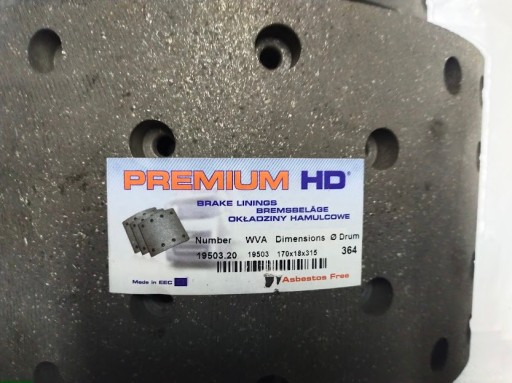 PREMIUM HD®
BRAKE LININGS
BREMSBELÄGE
OKŁADZINY HAMULCOWE
Number WVA Dimensions Ø Drum
19503.20 19503 170x18x315 364
Made in EEC
Asbestos Free